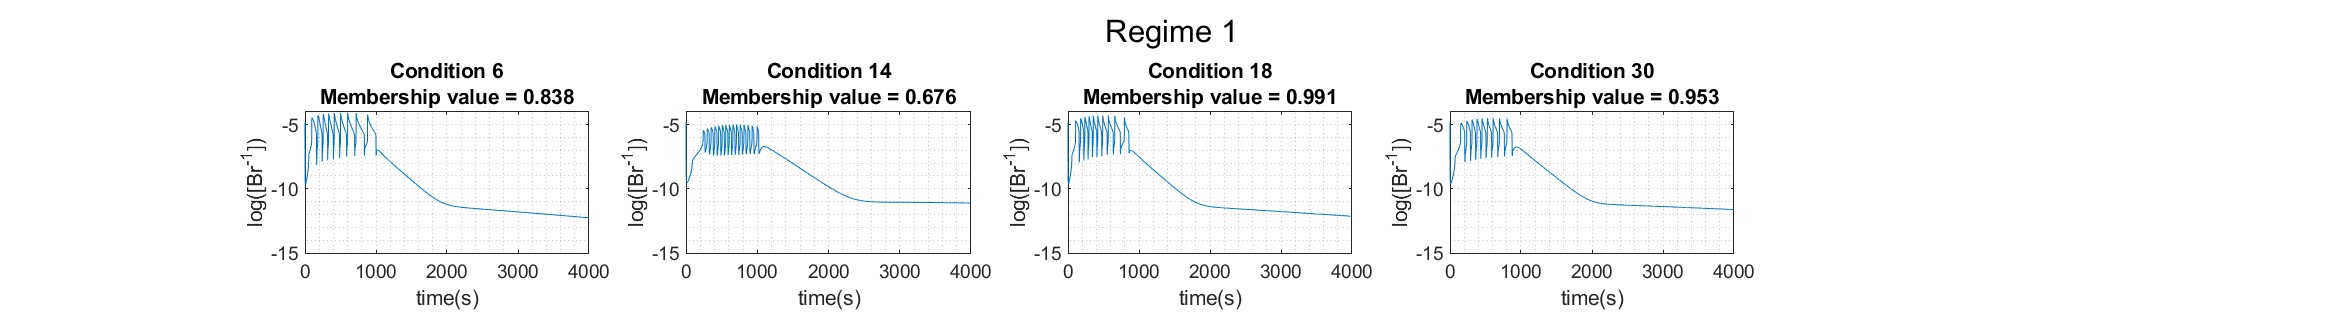 Regime 1
Condition 6
Membership value = 0.838
-5
-10
-15
log([Br⁻¹])
0 1000 2000 3000 4000
time(s)
Condition 14
Membership value = 0.676
-5
-10
-15
log([Br⁻¹])
0 1000 2000 3000 4000
time(s)
Condition 18
Membership value = 0.991
-5
-10
-15
log([Br⁻¹])
0 1000 2000 3000 4000
time(s)
Condition 30
Membership value = 0.953
-5
-10
-15
log([Br⁻¹])
0 1000 2000 3000 4000
time(s)